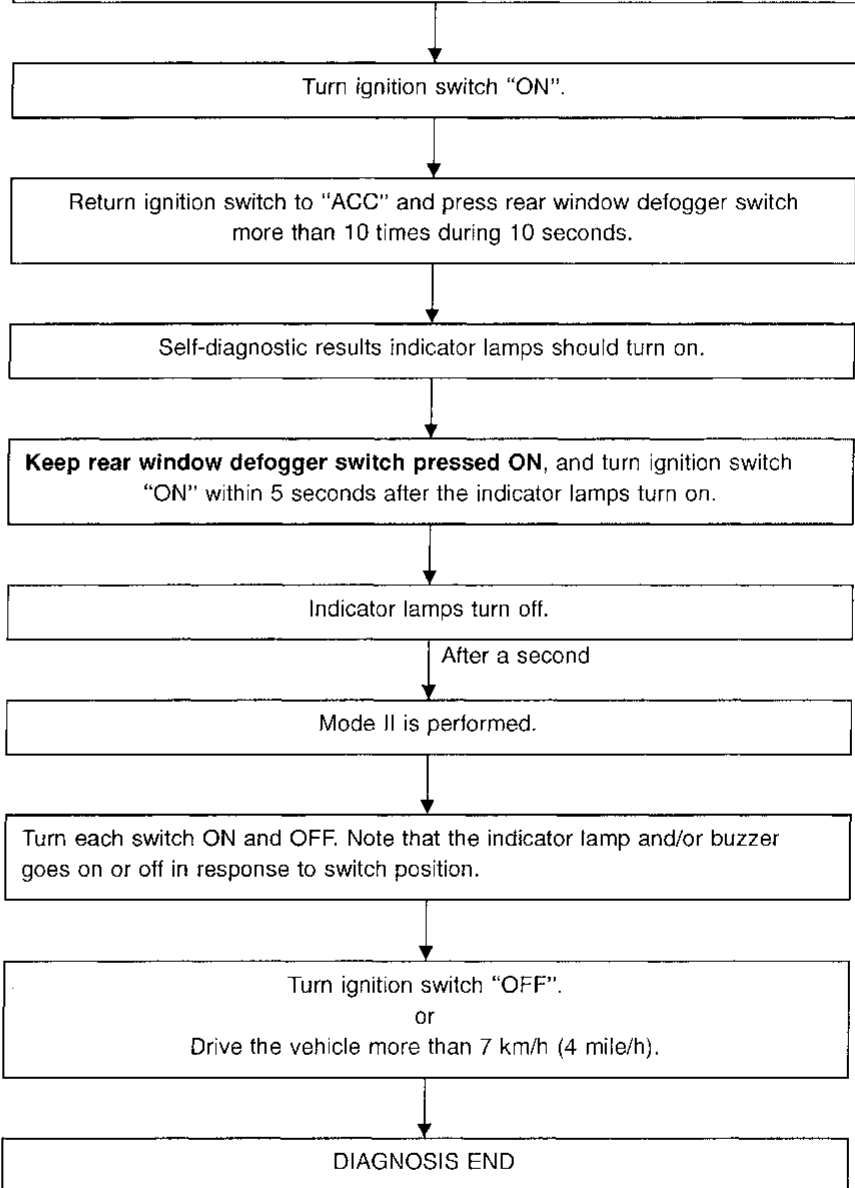 Turn ignition switch “ON”.
Return ignition switch to “ACC” and press rear window defogger switch
more than 10 times during 10 seconds.
Self-diagnostic results indicator lamps should turn on.
Keep rear window defogger switch pressed ON, and turn ignition switch
“ON” within 5 seconds after the indicator lamps turn on.
Indicator lamps turn off.
After a second
Mode II is performed.
Turn each switch ON and OFF. Note that the indicator lamp and/or buzzer
goes on or off in response to switch position.
Turn ignition switch “OFF”.
or
Drive the vehicle more than 7 km/h (4 mile/h).
DIAGNOSIS END